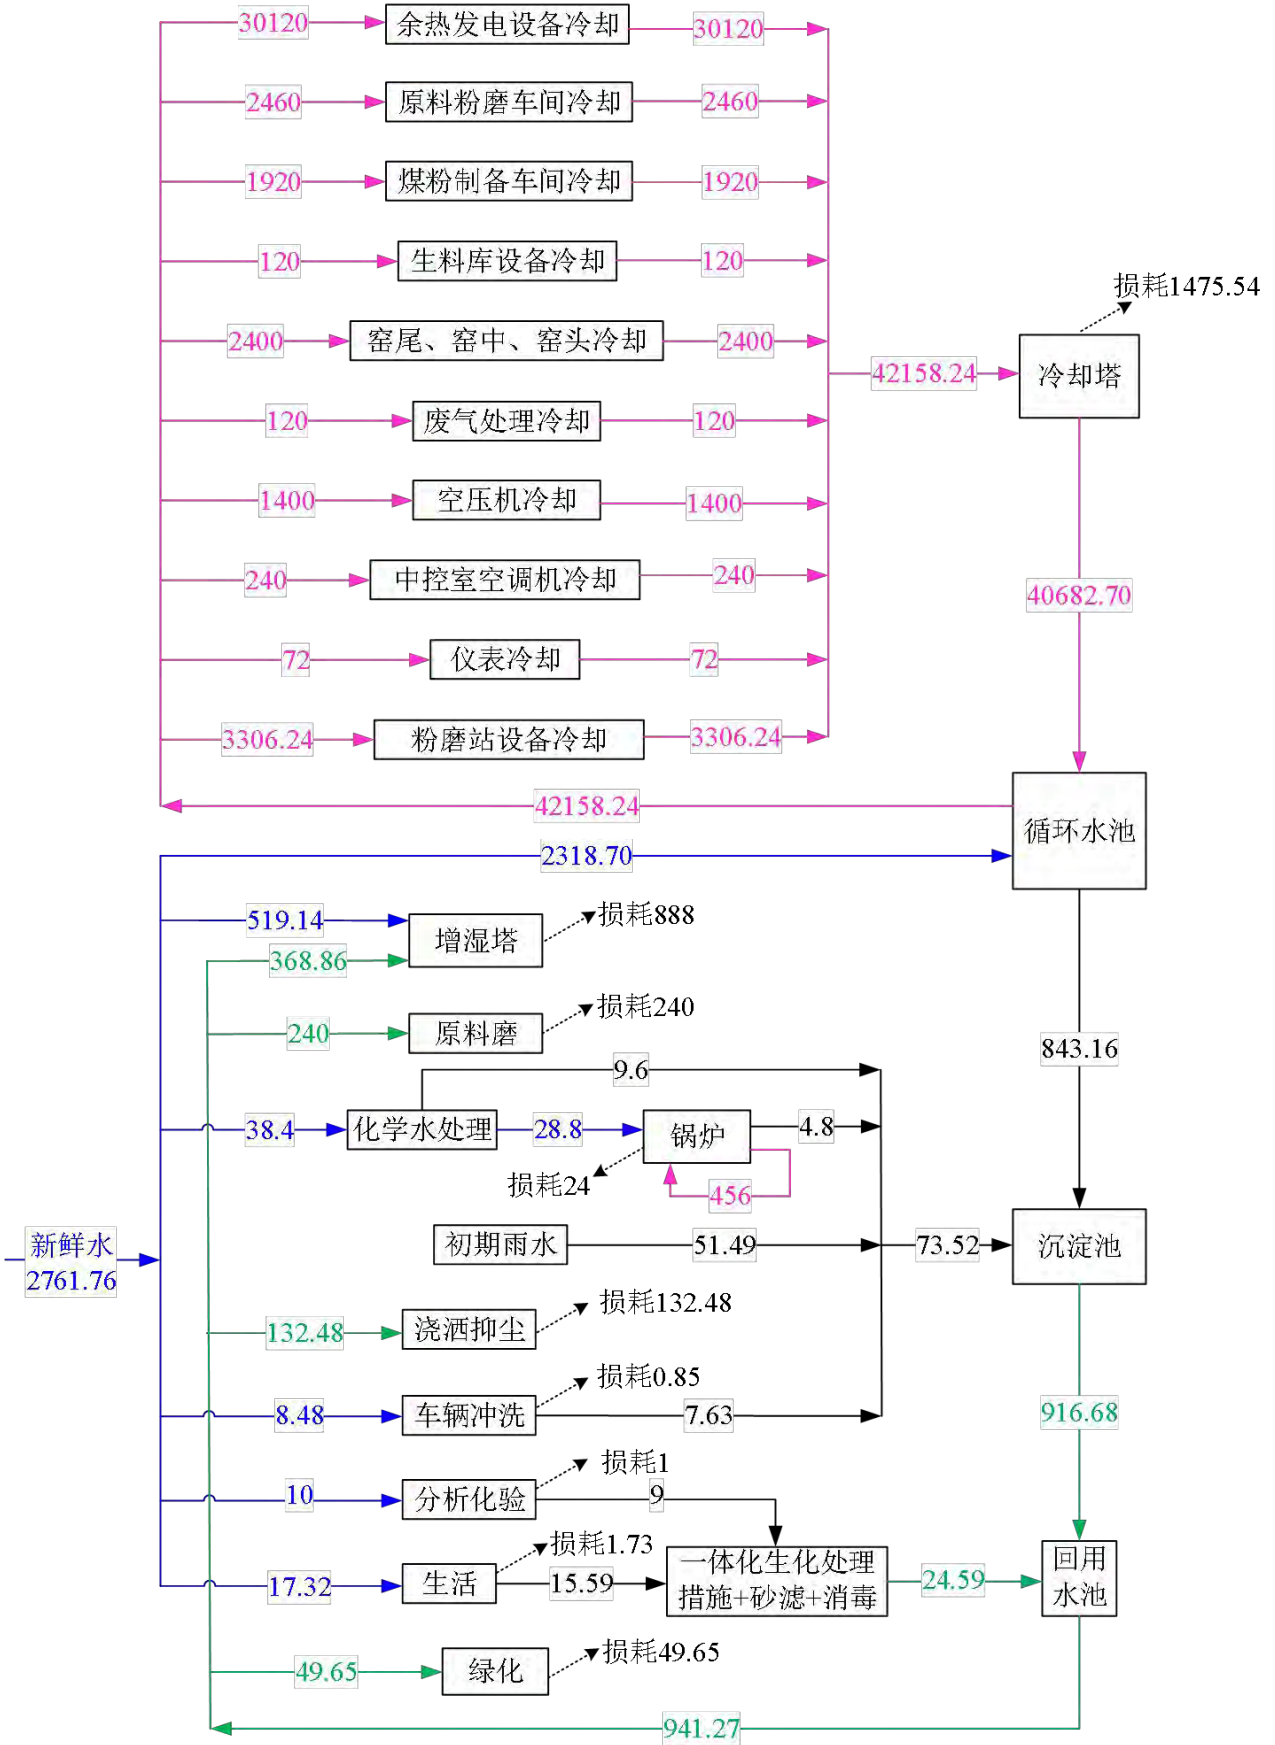 30120 余热发电设备冷却 30120
2460 原料粉磨车间冷却 2460
1920 煤粉制备车间冷却 1920
120 生料库设备冷却 120
损耗1475.54
2400 窑尾、窑中、窑头冷却 2400
42158.24 冷却塔
120 废气处理冷却 120
1400 空压机冷却 1400
240 中控室空调机冷却 240
40682.70
72 仪表冷却 72
3306.24 粉磨站设备冷却 3306.24
42158.24
循环水池
2318.70
519.14 增湿塔 损耗888
368.86
240 原料磨 损耗240
843.16
9.6
38.4 化学水处理 28.8 锅炉 4.8
损耗24 456
新鲜水
2761.76
初期雨水 51.49 73.52 沉淀池
132.48 浇洒抑尘 损耗132.48
8.48 车辆冲洗 损耗0.85
7.63
916.68
10 分析化验 损耗1
9
17.32 生活 损耗1.73
15.59
一体化生化处理
措施+砂滤+消毒
24.59
回用
水池
49.65 绿化 损耗49.65
941.27